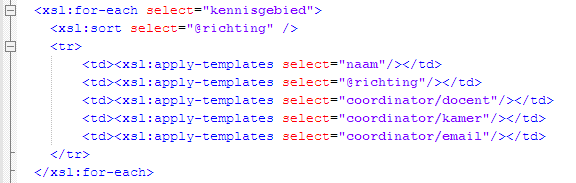 <xsl:for-each select="kennisgebied">
<xsl:sort select="@richting" />
<tr>
<td><xsl:apply-templates select="naam"/></td>
<td><xsl:apply-templates select="@richting"/></td>
<td><xsl:apply-templates select="coordinator/docent"/></td>
<td><xsl:apply-templates select="coordinator/kamer"/></td>
<td><xsl:apply-templates select="coordinator/email"/></td>
</tr>
</xsl:for-each>